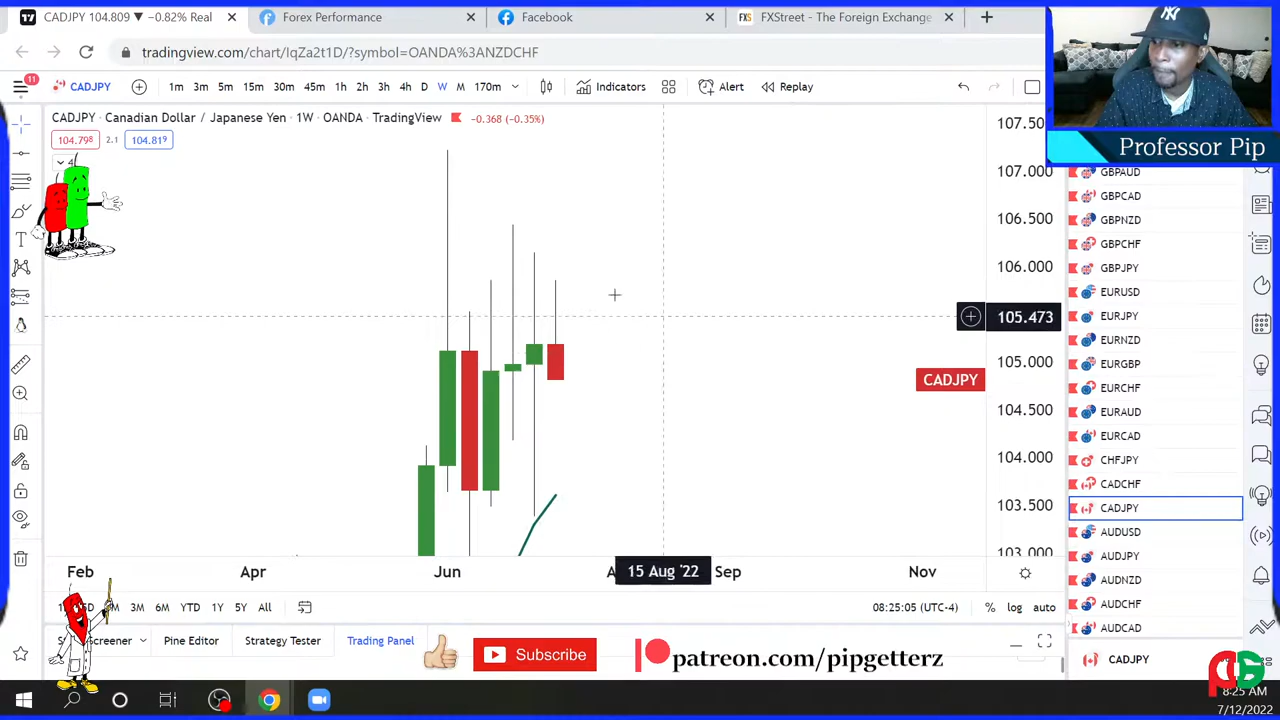 CADJPY 104.809 ▼ −0.82% Real
Forex Performance
Facebook
FXStreet - The Foreign Exchange
tradingview.com/chart/IqZa2t1D/?symbol=OANDA%3ANZDCHF
11
CADJPY
1m 3m 5m 15m 30m 45m 1h 2h 3h 4h D W M 170m
Indicators
Alert
Replay
CADJPY · Canadian Dollar / Japanese Yen · 1W · OANDA · TradingView
−0.368 (−0.35%)
104.798 2.1 104.819
4
Professor Pip
107.50
107.000
106.500
106.000
105.473
105.000
CADJPY
104.500
104.000
103.500
103.000
GBPAUD
GBPCAD
GBPNZD
GBPCHF
GBPJPY
EURUSD
EURJPY
EURNZD
EURGBP
EURCHF
EURAUD
EURCAD
CHFJPY
CADCHF
CADJPY
AUDUSD
AUDJPY
AUDNZD
AUDCHF
AUDCAD
Feb Apr Jun 15 Aug '22 Sep Nov
3M 6M YTD 1Y 5Y All
08:25:05 (UTC-4)
% log auto
Pine Editor
Strategy Tester
Trading Panel
CADJPY
Subscribe
patreon.com/pipgetterz
8:25 AM
7/12/2022